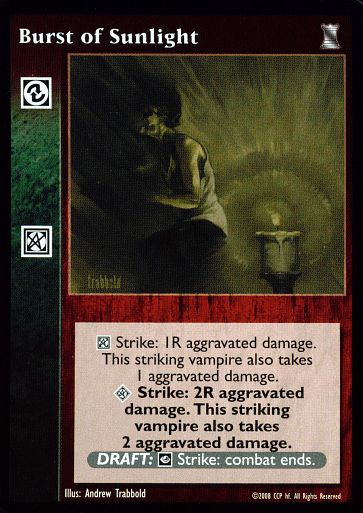 Burst of Sunlight
trabbold
Strike: 1R aggravated damage.
This striking vampire also takes
1 aggravated damage.
Strike: 2R aggravated
damage. This striking
vampire also takes
2 aggravated damage.
DRAFT: Strike: combat ends.
Illus: Andrew Trabbold ©2008 CCP hf. All Rights Reserved